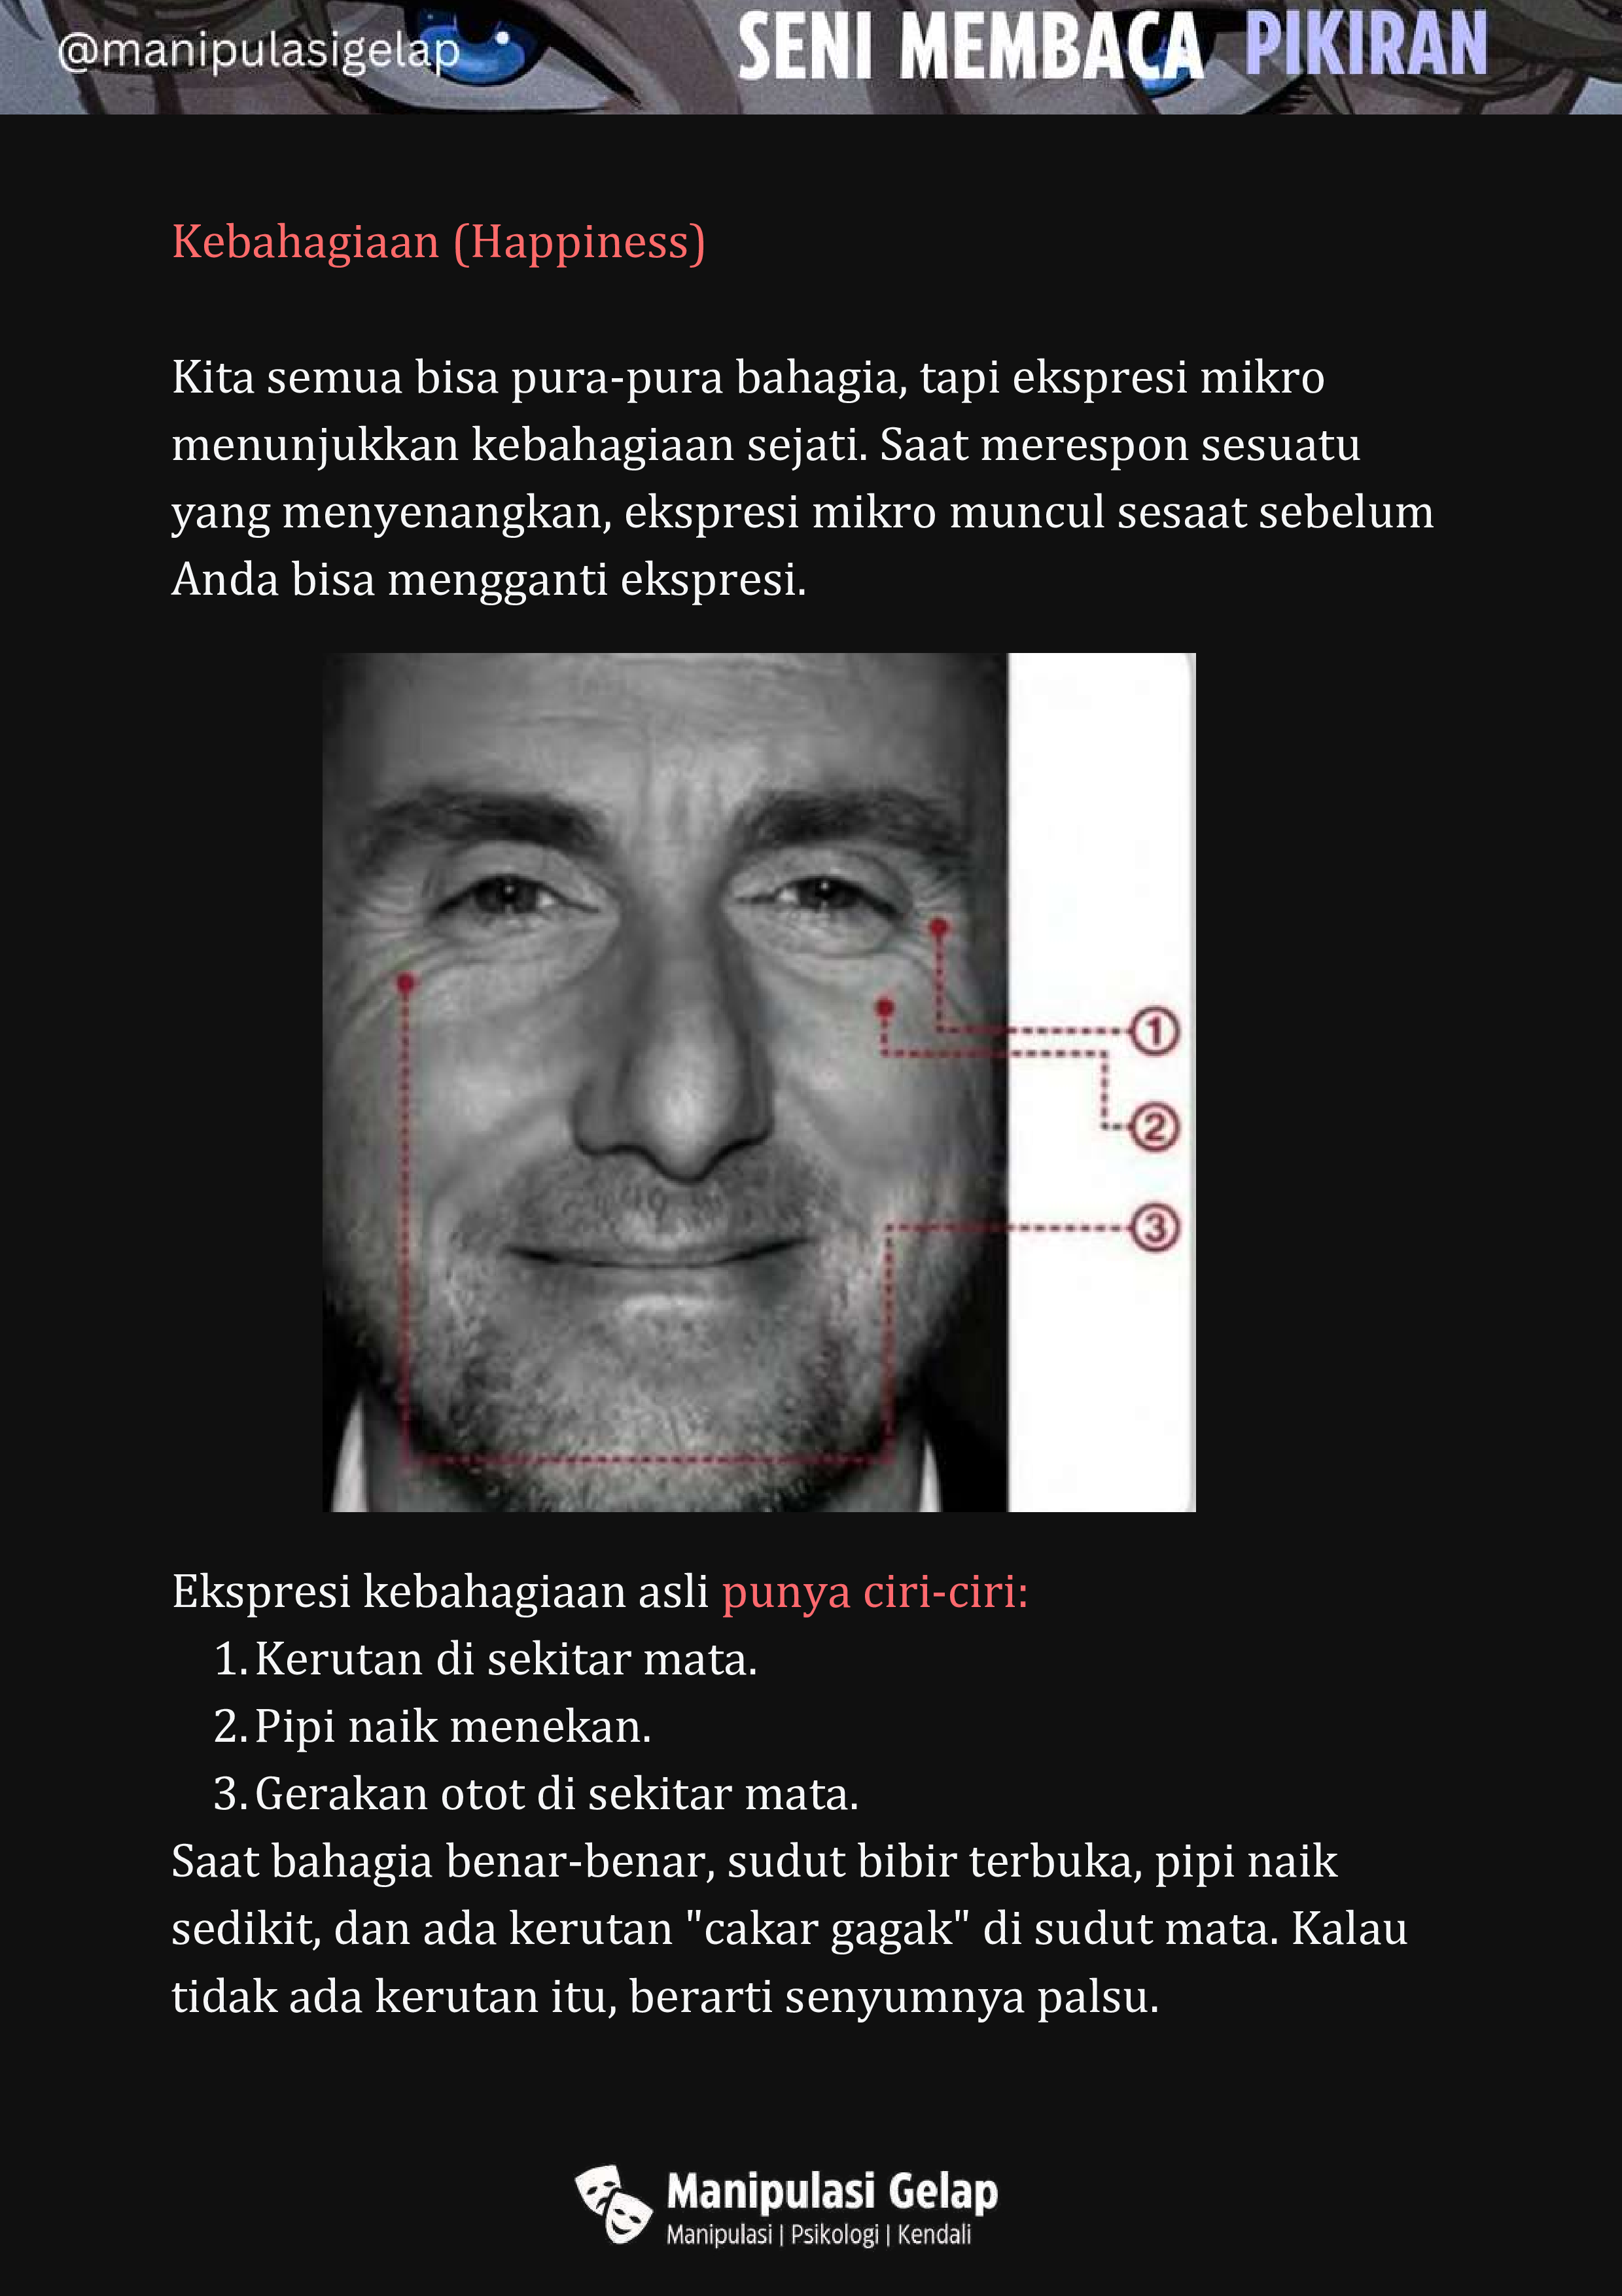 @manipulasigelap
SENI MEMBACA PIKIRAN
Kebahagiaan (Happiness)
Kita semua bisa pura-pura bahagia, tapi ekspresi mikro
menunjukkan kebahagiaan sejati. Saat merespon sesuatu
yang menyenangkan, ekspresi mikro muncul sesaat sebelum
Anda bisa mengganti ekspresi.
1
2
3
Ekspresi kebahagiaan asli punya ciri-ciri:
1. Kerutan di sekitar mata.
2. Pipi naik menekan.
3. Gerakan otot di sekitar mata.
Saat bahagia benar-benar, sudut bibir terbuka, pipi naik
sedikit, dan ada kerutan "cakar gagak" di sudut mata. Kalau
tidak ada kerutan itu, berarti senyumnya palsu.
Manipulasi Gelap
Manipulasi | Psikologi | Kendali